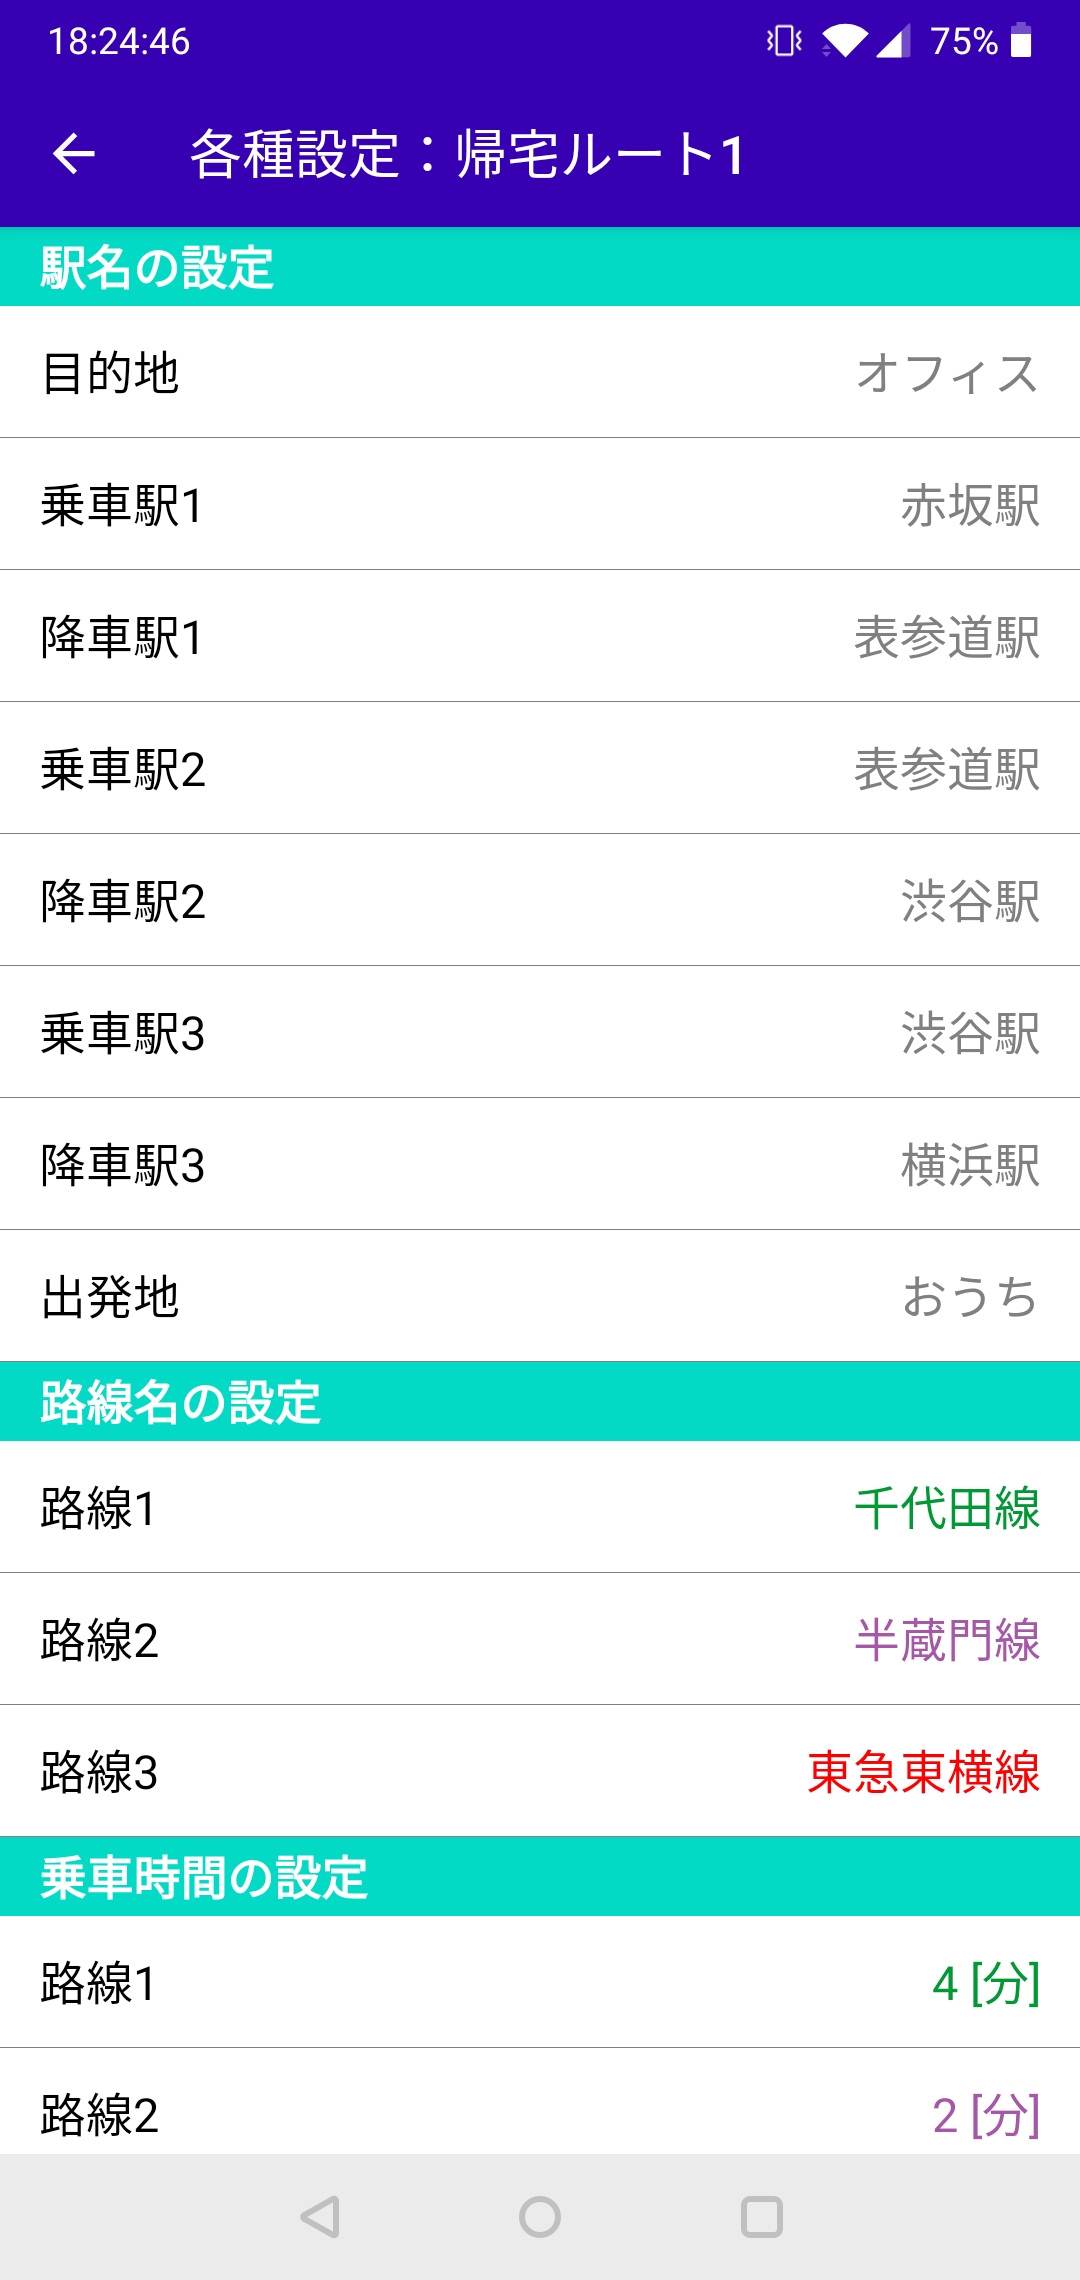 18:24:46 75%
各種設定：帰宅ルート1
駅名の設定
目的地 オフィス
乗車駅1 赤坂駅
降車駅1 表参道駅
乗車駅2 表参道駅
降車駅2 渋谷駅
乗車駅3 渋谷駅
降車駅3 横浜駅
出発地 おうち
路線名の設定
路線1 千代田線
路線2 半蔵門線
路線3 東急東横線
乗車時間の設定
路線1 4 [分]
路線2 2 [分]